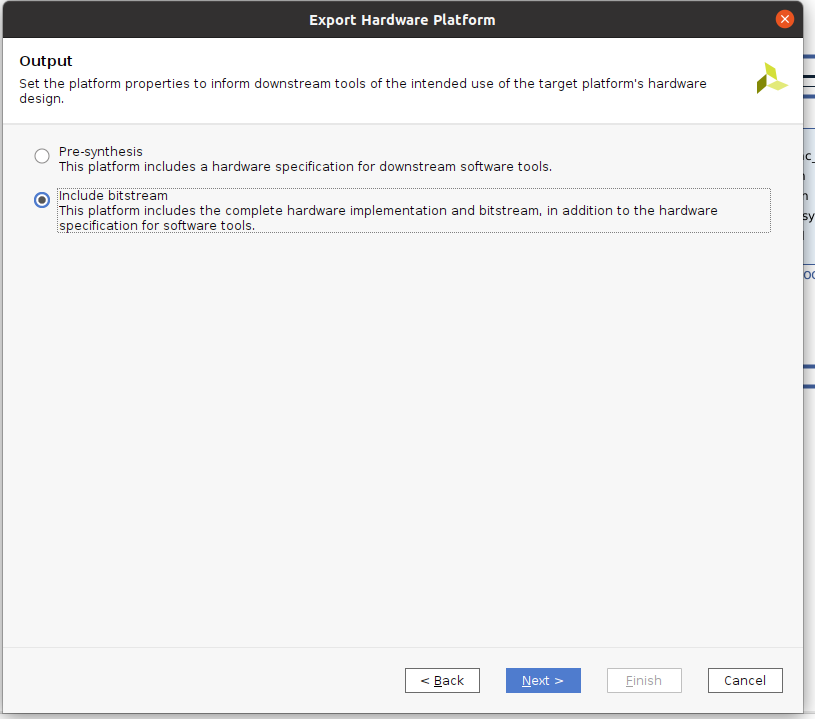 Export Hardware Platform
Output
Set the platform properties to inform downstream tools of the intended use of the target platform's hardware
design.
Pre-synthesis
This platform includes a hardware specification for downstream software tools.
Include bitstream
This platform includes the complete hardware implementation and bitstream, in addition to the hardware
specification for software tools.
< Back
Next >
Finish
Cancel